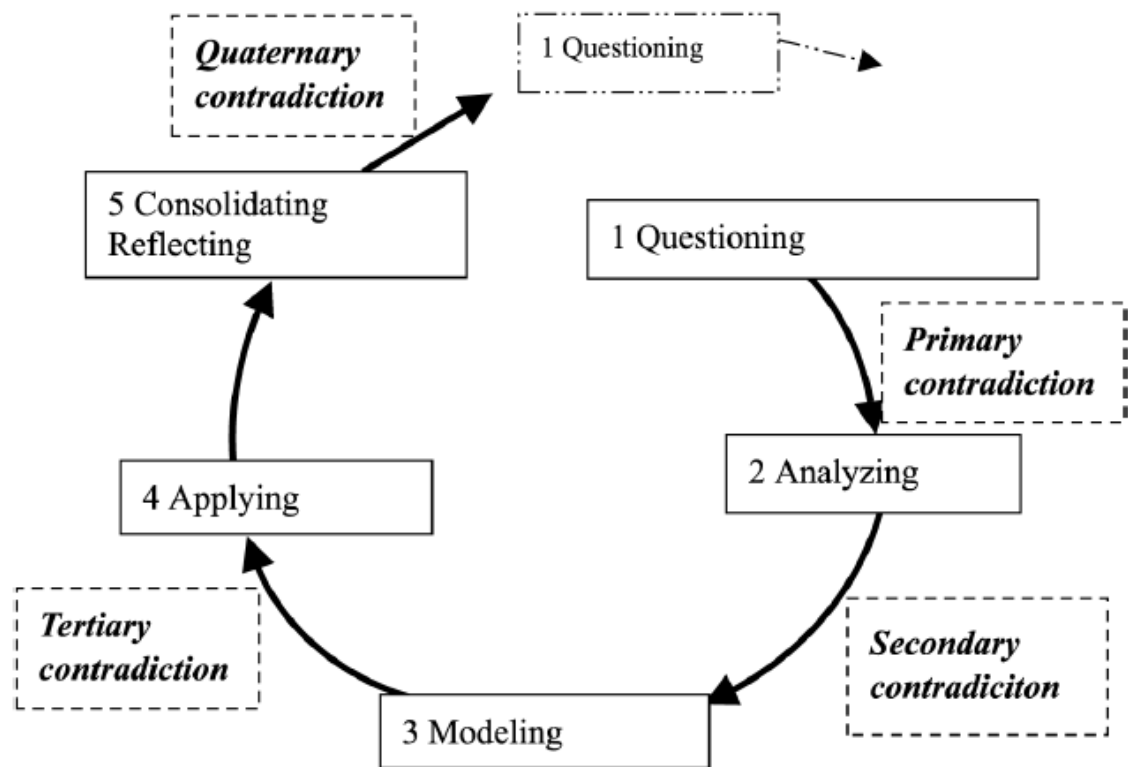 Quaternary
contradiction
1 Questioning
5 Consolidating
Reflecting
1 Questioning
Primary
contradiction
2 Analyzing
4 Applying
Tertiary
contradiction
Secondary
contradiciton
3 Modeling